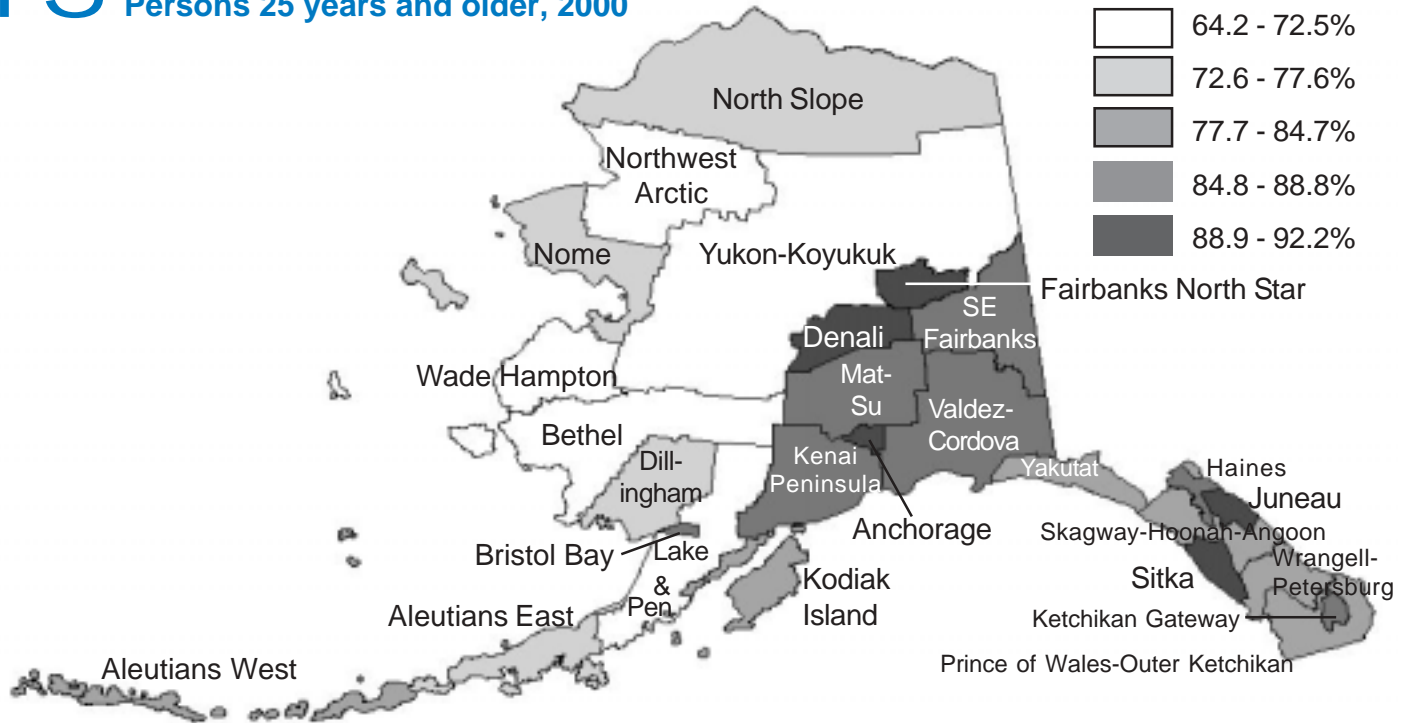 Persons 25 years and older, 2000
64.2 - 72.5%
72.6 - 77.6%
77.7 - 84.7%
84.8 - 88.8%
88.9 - 92.2%
North Slope
Northwest
Arctic
Nome
Yukon-Koyukuk
Fairbanks North Star
SE
Fairbanks
Denali
Wade Hampton
Mat-
Su
Valdez-
Cordova
Bethel
Dill-
ingham
Kenai
Peninsula
Yakutat
Haines
Juneau
Anchorage
Skagway-Hoonah-Angoon
Bristol Bay
Lake
&
Pen
Kodiak
Island
Sitka
Wrangell-
Petersburg
Aleutians East
Ketchikan Gateway
Prince of Wales-Outer Ketchikan
Aleutians West